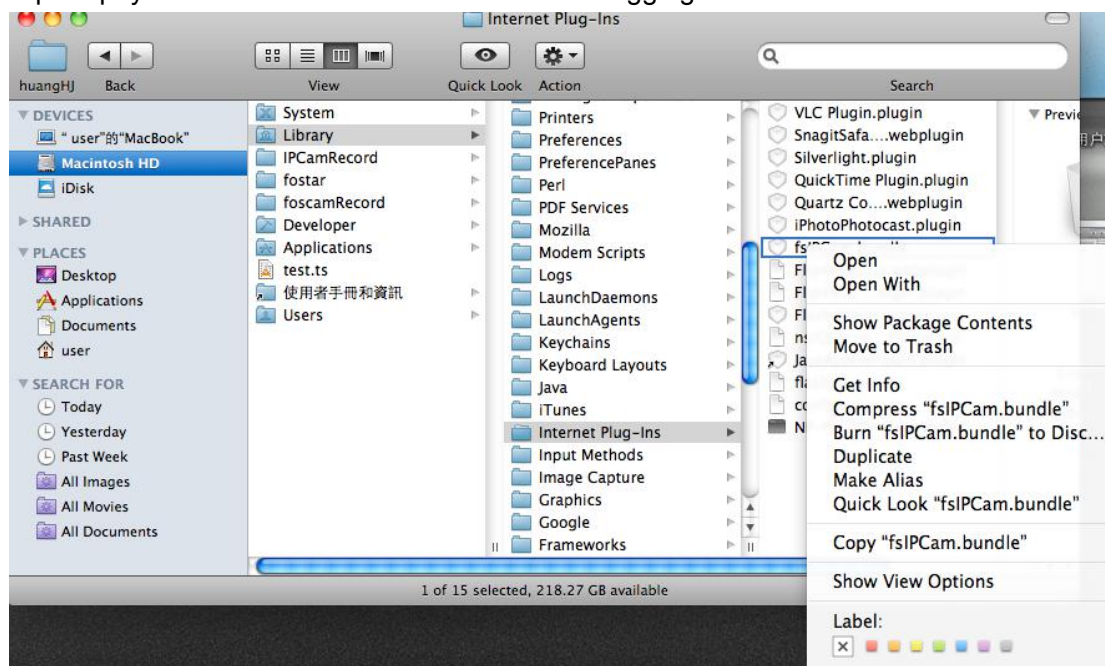 Internet Plug-Ins
huangHJ Back View Quick Look Action Search
DEVICES
“ user”的“MacBook”
Macintosh HD
iDisk
SHARED
PLACES
Desktop
Applications
Documents
user
SEARCH FOR
Today
Yesterday
Past Week
All Images
All Movies
All Documents
System
Library
IPCamRecord
fostar
foscamRecord
Developer
Applications
test.ts
使用者手冊和資訊
Users
Printers
Preferences
PreferencePanes
Perl
PDF Services
Mozilla
Modem Scripts
Logs
LaunchDaemons
LaunchAgents
Keychains
Keyboard Layouts
Java
iTunes
Internet Plug-Ins
Input Methods
Image Capture
Graphics
Google
Frameworks
VLC Plugin.plugin
SnagitSafa....webplugin
Silverlight.plugin
QuickTime Plugin.plugin
Quartz Co....webplugin
iPhotoPhotocast.plugin
Open
Open With
Show Package Contents
Move to Trash
Get Info
Compress “fsIPCam.bundle”
Burn “fsIPCam.bundle” to Disc...
Duplicate
Make Alias
Quick Look “fsIPCam.bundle”
Copy “fsIPCam.bundle”
Show View Options
Label:
1 of 15 selected, 218.27 GB available